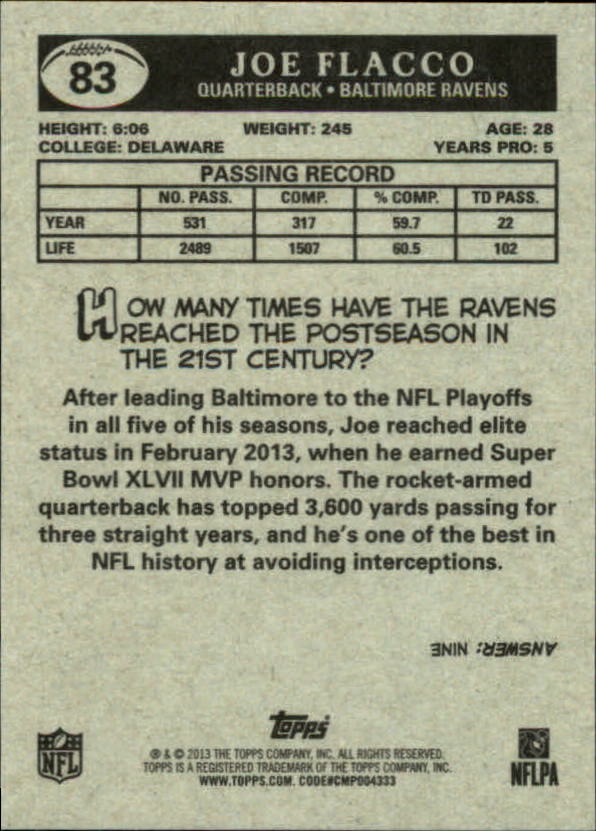 83
JOE FLACCO
QUARTERBACK • BALTIMORE RAVENS
HEIGHT: 6:06 WEIGHT: 245 AGE: 28
COLLEGE: DELAWARE YEARS PRO: 5
PASSING RECORD
NO. PASS. COMP. % COMP. TD PASS.
YEAR 531 317 59.7 22
LIFE 2489 1507 60.5 102
HOW MANY TIMES HAVE THE RAVENS
REACHED THE POSTSEASON IN
THE 21ST CENTURY?
After leading Baltimore to the NFL Playoffs
in all five of his seasons, Joe reached elite
status in February 2013, when he earned Super
Bowl XLVII MVP honors. The rocket-armed
quarterback has topped 3,600 yards passing for
three straight years, and he's one of the best in
NFL history at avoiding interceptions.
ANSWER: NINE
Topps
® & © 2013 THE TOPPS COMPANY, INC. ALL RIGHTS RESERVED.
TOPPS IS A REGISTERED TRADEMARK OF THE TOPPS COMPANY, INC.
WWW.TOPPS.COM. CODE#CMP004333
NFL
NFLPA